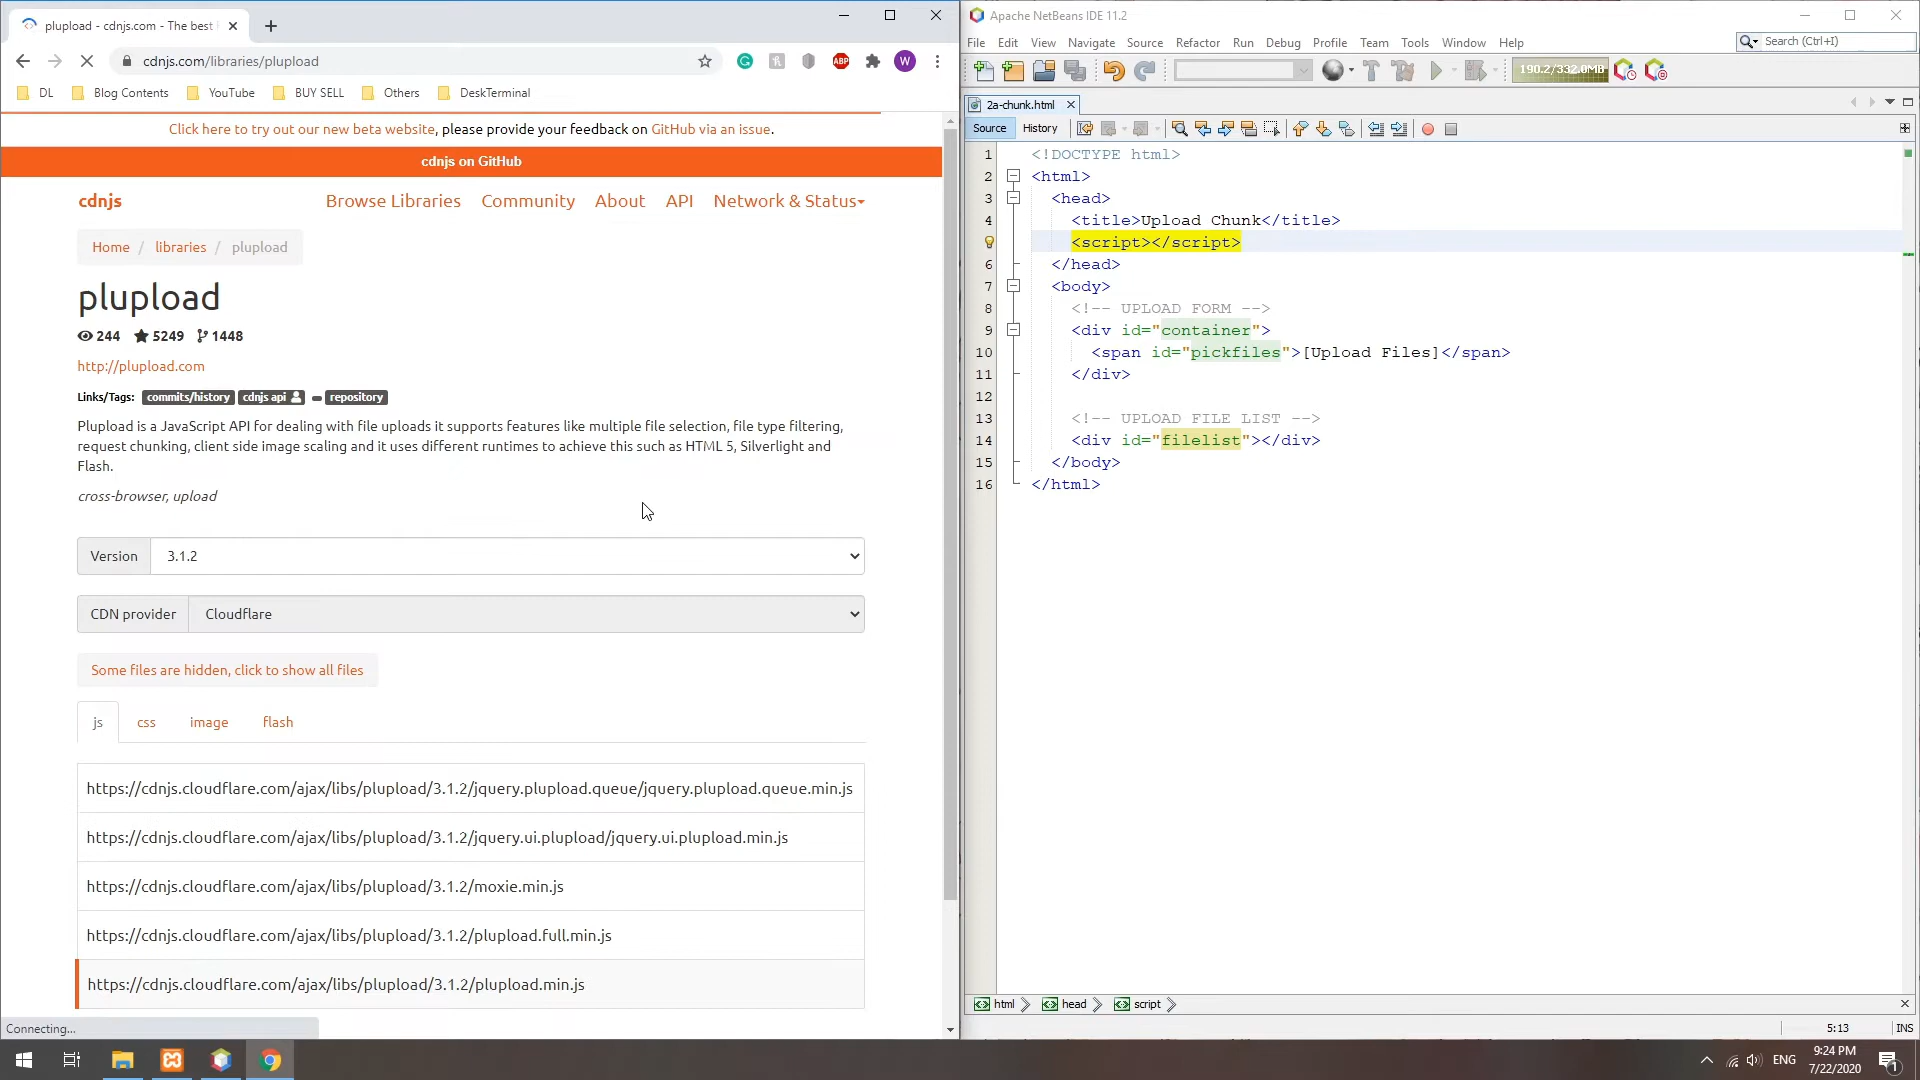 plupload - cdnjs.com - The best
cdnjs.com/libraries/plupload
ABP
W
DL
Blog Contents
YouTube
BUY SELL
Others
DeskTerminal
Click here to try out our new beta website, please provide your feedback on GitHub via an issue.
cdnjs on GitHub
cdnjs
Browse Libraries
Community
About
API
Network & Status
Home / libraries / plupload
plupload
244 5249 1448
http://plupload.com
Links/Tags: commits/history cdnjs api repository
Plupload is a JavaScript API for dealing with file uploads it supports features like multiple file selection, file type filtering,
request chunking, client side image scaling and it uses different runtimes to achieve this such as HTML 5, Silverlight and
Flash.
cross-browser, upload
Version 3.1.2
CDN provider Cloudflare
Some files are hidden, click to show all files
js css image flash
https://cdnjs.cloudflare.com/ajax/libs/plupload/3.1.2/jquery.plupload.queue/jquery.plupload.queue.min.js
https://cdnjs.cloudflare.com/ajax/libs/plupload/3.1.2/jquery.ui.plupload/jquery.ui.plupload.min.js
https://cdnjs.cloudflare.com/ajax/libs/plupload/3.1.2/moxie.min.js
https://cdnjs.cloudflare.com/ajax/libs/plupload/3.1.2/plupload.full.min.js
https://cdnjs.cloudflare.com/ajax/libs/plupload/3.1.2/plupload.min.js
Connecting...
Apache NetBeans IDE 11.2
File Edit View Navigate Source Refactor Run Debug Profile Team Tools Window Help
Search (Ctrl+I)
190.2/332.0MB
2a-chunk.html
Source History
1 <!DOCTYPE html>
2 <html>
3 <head>
4 <title>Upload Chunk</title>
<script></script>
6 </head>
7 <body>
8 <!-- UPLOAD FORM -->
9 <div id="container">
10 <span id="pickfiles">[Upload Files]</span>
11 </div>
12
13 <!-- UPLOAD FILE LIST -->
14 <div id="filelist"></div>
15 </body>
16 </html>
html head script
5:13 INS
ENG
9:24 PM
7/22/2020
1